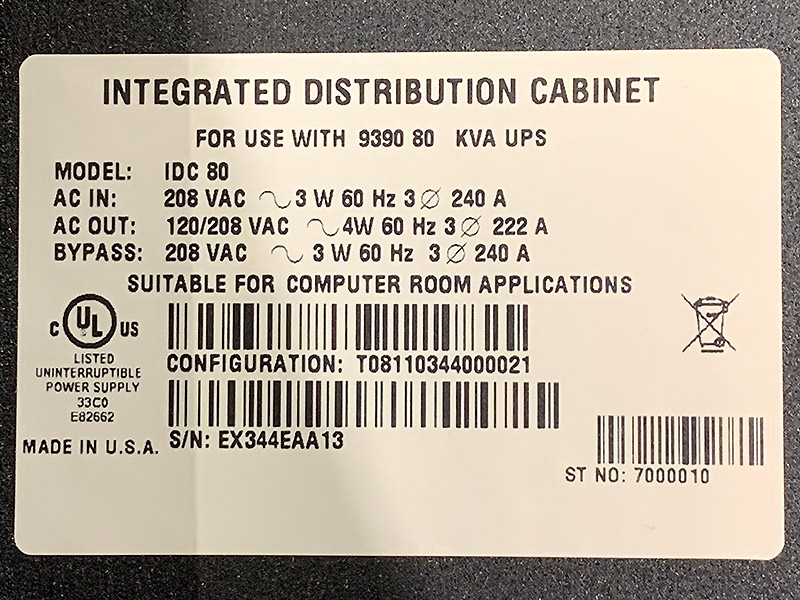 INTEGRATED DISTRIBUTION CABINET
FOR USE WITH 9390 80 KVA UPS
MODEL: IDC 80
AC IN: 208 VAC ∿ 3 W 60 Hz 3 ∅ 240 A
AC OUT: 120/208 VAC ∿ 4W 60 Hz 3 ∅ 222 A
BYPASS: 208 VAC ∿ 3 W 60 Hz 3 ∅ 240 A
SUITABLE FOR COMPUTER ROOM APPLICATIONS
C UL US
LISTED
UNINTERRUPTIBLE
POWER SUPPLY
33C0
E82662
MADE IN U.S.A.
CONFIGURATION: T08110344000021
S/N: EX344EAA13
ST NO: 7000010